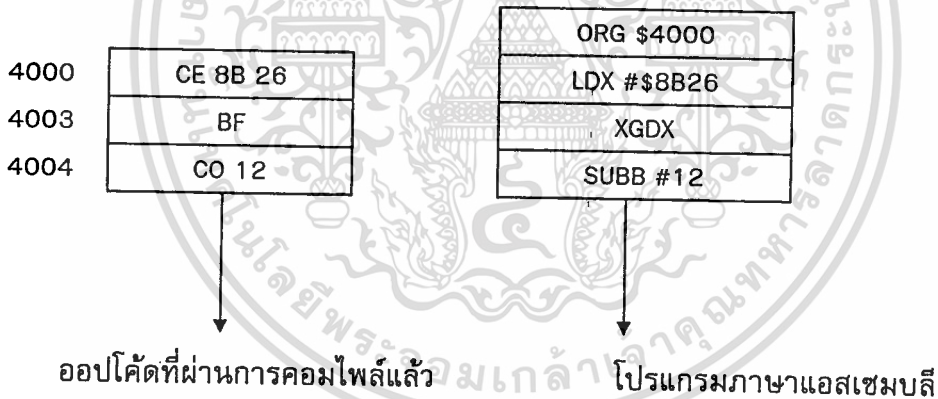 ORG $4000
4000 CE 8B 26 LDX #$8B26
4003 BF XGDX
4004 CO 12 SUBB #12
ออปโค้ดที่ผ่านการคอมไพล์แล้ว โปรแกรมภาษาแอสเซมบลี